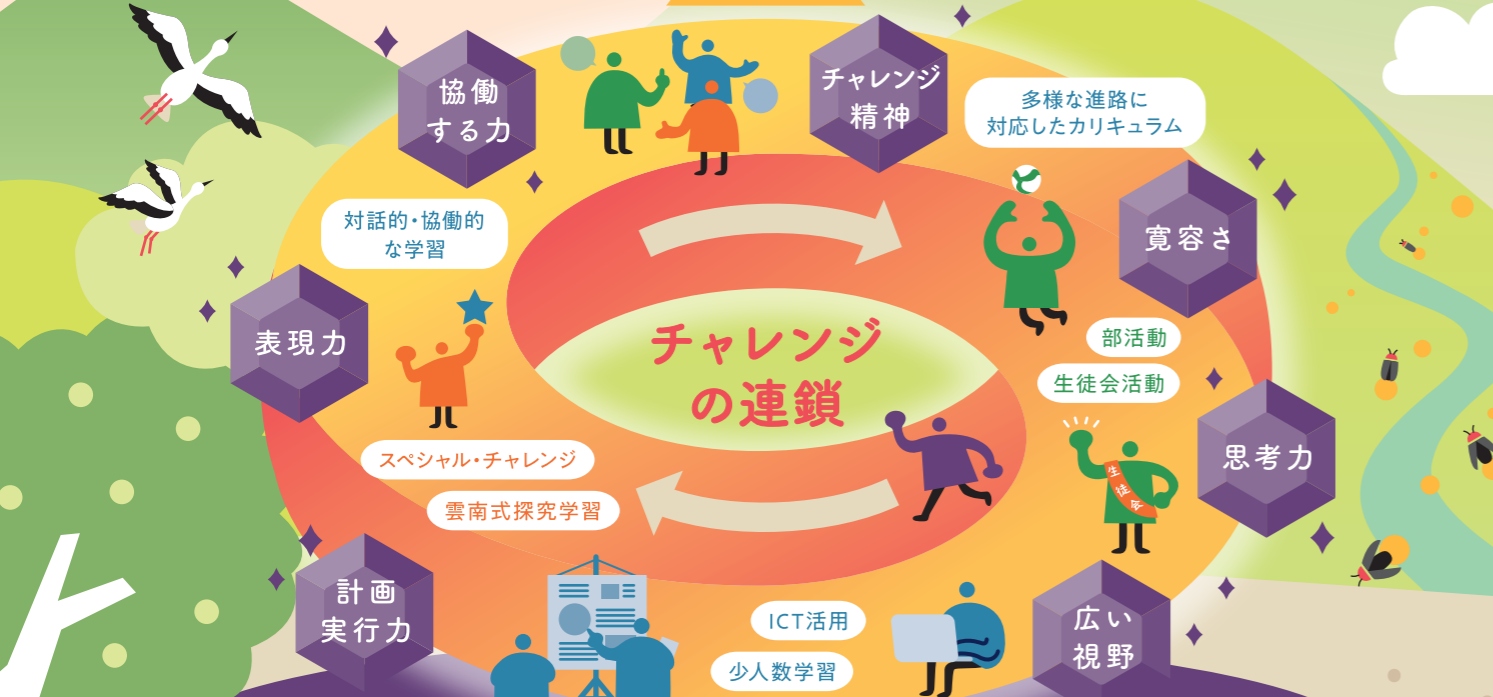 協働
する力
チャレンジ
精神
多様な進路に
対応したカリキュラム
対話的・協働的
な学習
寛容さ
表現力
チャレンジ
の連鎖
部活動
生徒会活動
思考力
スペシャル・チャレンジ
雲南式探究学習
生徒会
計画
実行力
ICT活用
少人数学習
広い
視野